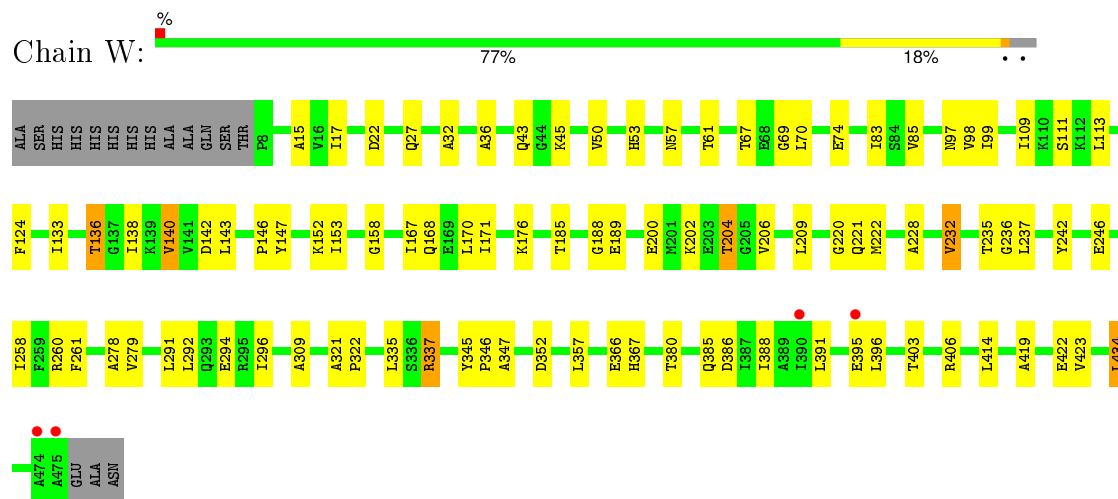 %
Chain W:
77% 18% • •
ALA SER HIS HIS HIS HIS HIS HIS ALA ALA GLN SER THR P8 A15 V16 I17 D22 Q27 A32 A36 Q43 G44 K45 V50 H53 N57 T61 T67 E68 G69 L70 E74 I83 S84 V85 N97 V98 I99 I109 K110 S111 K112 L113
F124 I133 T136 G137 I138 K139 V140 V141 D142 L143 P146 Y147 K152 I153 G158 I167 Q168 E169 L170 I171 K176 T185 G188 E189 E200 M201 K202 E203 T204 G205 V206 L209 G220 Q221 M222 A228 V232 T235 G236 L237 Y242 E246
I258 F259 R260 F261 A278 V279 L291 L292 Q293 E294 R295 I296 A309 A321 P322 L335 S336 R337 Y345 P346 A347 D352 L357 E366 H367 T380 Q385 D386 I387 I388 A389 I390 L391 E395 L396 T403 R406 L414 A419 E422 V423
A474 A475 GLU ALA ASN